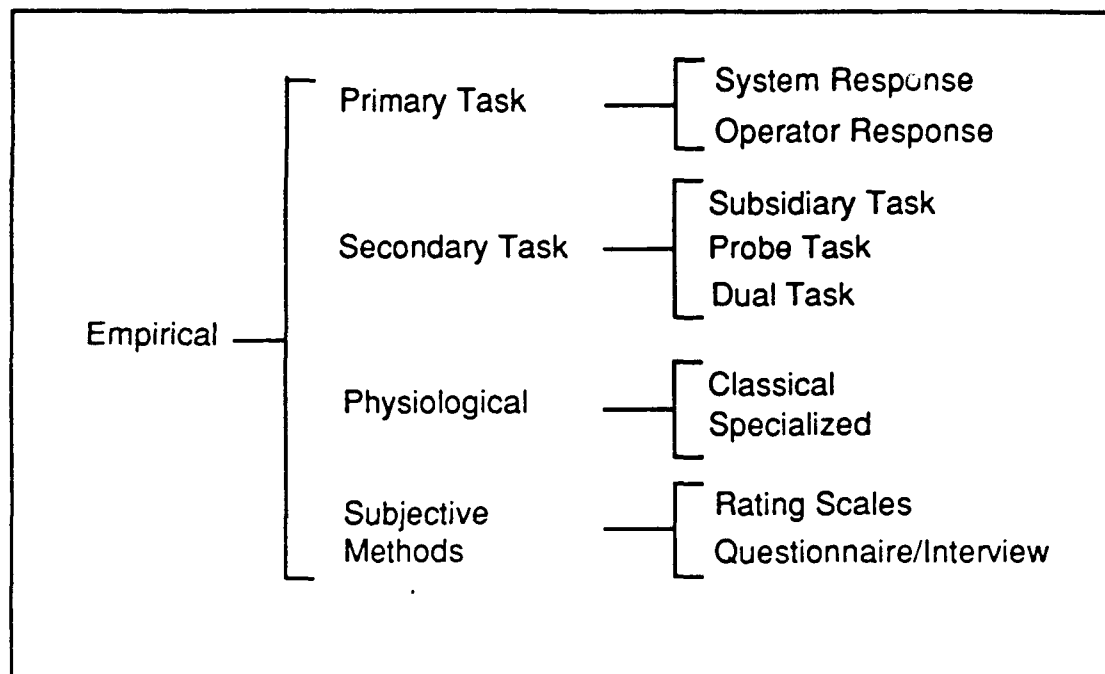 Empirical
Primary Task
System Response
Operator Response
Secondary Task
Subsidiary Task
Probe Task
Dual Task
Physiological
Classical
Specialized
Subjective
Methods
Rating Scales
Questionnaire/Interview